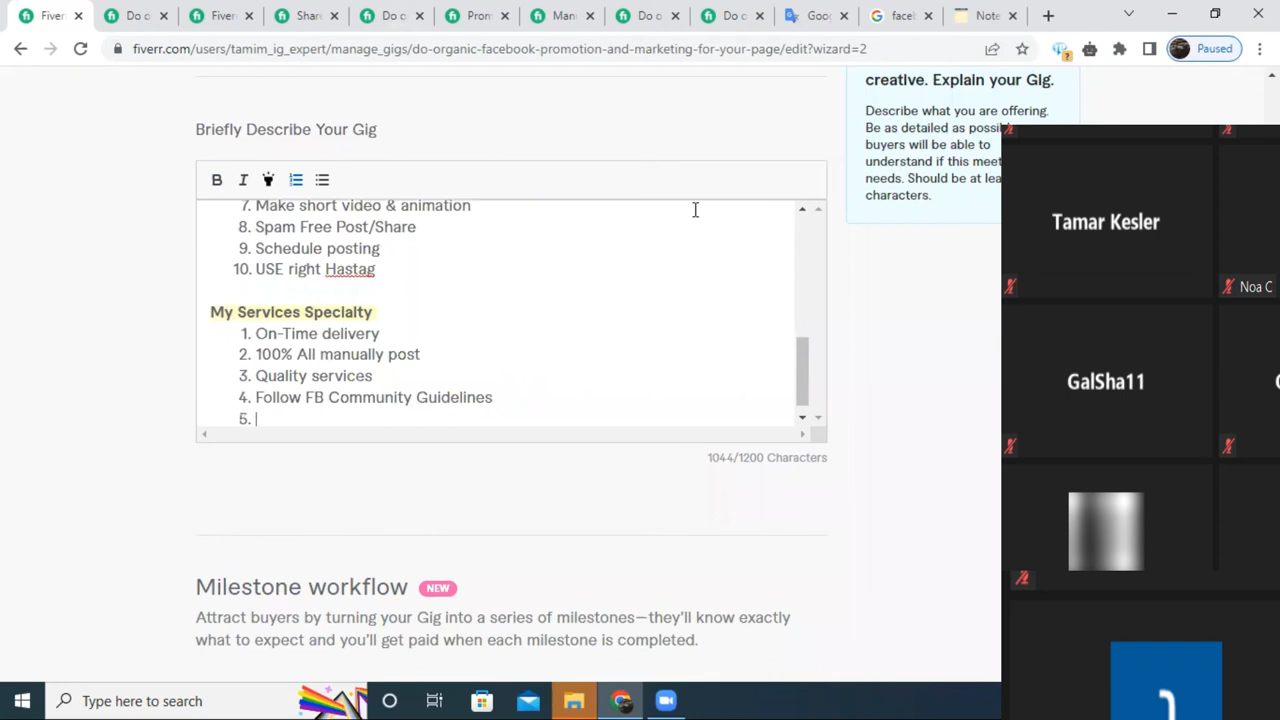 Fiverr
Do o
Fiverr
Share
Do o
Prom
Man
Do o
Do o
Goog
faceb
Note
fiverr.com/users/tamim_ig_expert/manage_gigs/do-organic-facebook-promotion-and-marketing-for-your-page/edit?wizard=2
Paused
creative. Explain your Gig.
Describe what you are offering.
Be as detailed as possi
buyers will be able to
understand if this meet
needs. Should be at lea
characters.
Briefly Describe Your Gig
B I
7. Make short video & animation
8. Spam Free Post/Share
9. Schedule posting
10. USE right Hastag
My Services Specialty
1. On-Time delivery
2. 100% All manually post
3. Quality services
4. Follow FB Community Guidelines
5.
1044/1200 Characters
Milestone workflow NEW
Attract buyers by turning your Gig into a series of milestones—they'll know exactly
what to expect and you'll get paid when each milestone is completed.
Tamar Kesler
Noa C
GalSha11
Type here to search